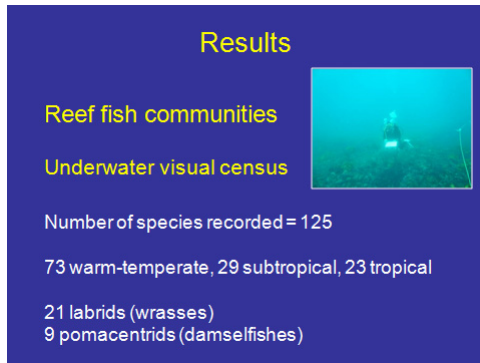 Results
Reef fish communities
Underwater visual census
Number of species recorded = 125
73 warm-temperate, 29 subtropical, 23 tropical
21 labrids (wrasses)
9 pomacentrids (damselfishes)